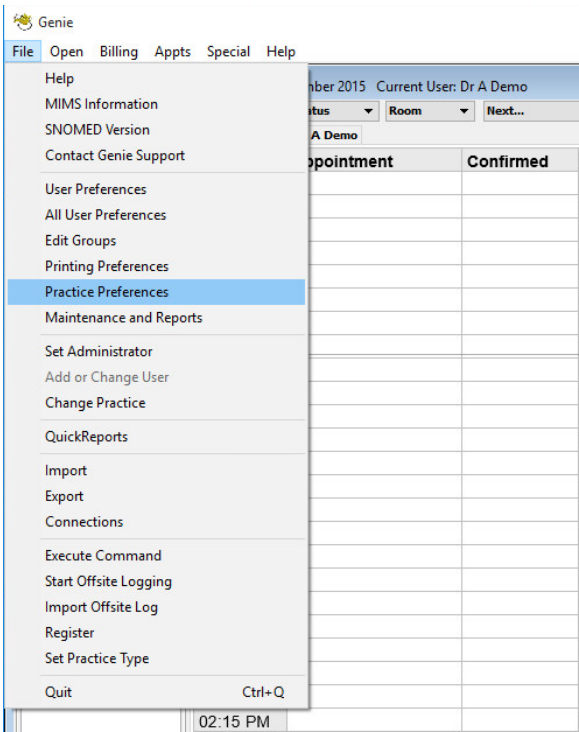 Genie
File Open Billing Appts Special Help
Help
MIMS Information
SNOMED Version
Contact Genie Support
User Preferences
All User Preferences
Edit Groups
Printing Preferences
Practice Preferences
Maintenance and Reports
Set Administrator
Add or Change User
Change Practice
QuickReports
Import
Export
Connections
Execute Command
Start Offsite Logging
Import Offsite Log
Register
Set Practice Type
Quit Ctrl+Q
nber 2015 Current User: Dr A Demo
atus Room Next...
A Demo
ppointment Confirmed
02:15 PM